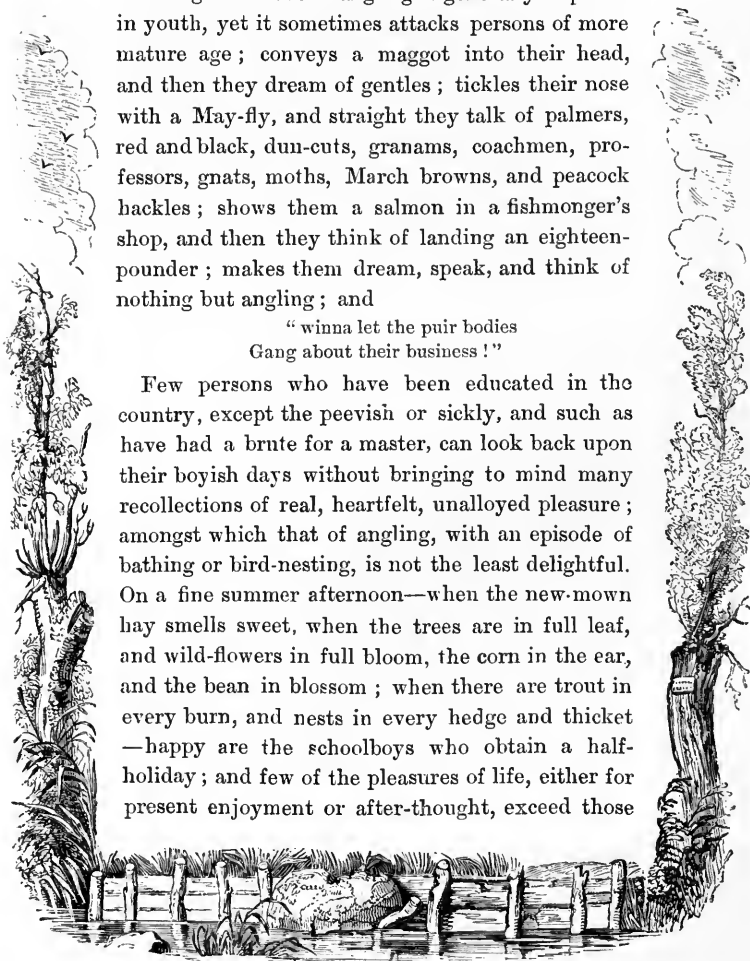 in youth, yet it sometimes attacks persons of more
mature age ; conveys a maggot into their head,
and then they dream of gentles ; tickles their nose
with a May-fly, and straight they talk of palmers,
red and black, dun-cuts, granams, coachmen, pro-
fessors, gnats, moths, March browns, and peacock
hackles ; shows them a salmon in a fishmonger's
shop, and then they think of landing an eighteen-
pounder ; makes them dream, speak, and think of
nothing but angling ; and
“ winna let the puir bodies
Gang about their business ! ”
Few persons who have been educated in the
country, except the peevish or sickly, and such as
have had a brute for a master, can look back upon
their boyish days without bringing to mind many
recollections of real, heartfelt, unalloyed pleasure ;
amongst which that of angling, with an episode of
bathing or bird-nesting, is not the least delightful.
On a fine summer afternoon—when the new-mown
hay smells sweet, when the trees are in full leaf,
and wild-flowers in full bloom, the corn in the ear,
and the bean in blossom ; when there are trout in
every burn, and nests in every hedge and thicket
—happy are the schoolboys who obtain a half-
holiday ; and few of the pleasures of life, either for
present enjoyment or after-thought, exceed those